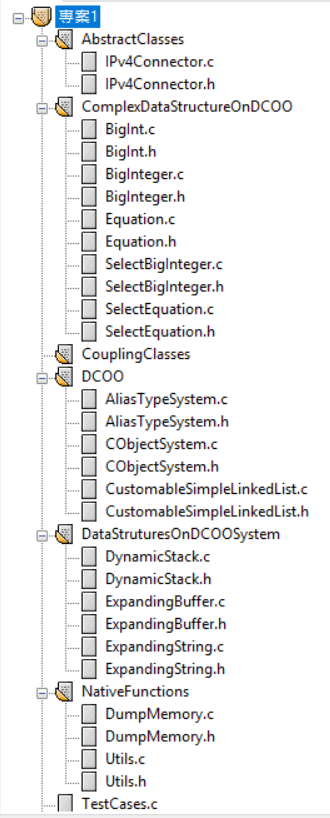 專案1
AbstractClasses
IPv4Connector.c
IPv4Connector.h
ComplexDataStructureOnDCOO
BigInt.c
BigInt.h
BigInteger.c
BigInteger.h
Equation.c
Equation.h
SelectBigInteger.c
SelectBigInteger.h
SelectEquation.c
SelectEquation.h
CouplingClasses
DCOO
AliasTypeSystem.c
AliasTypeSystem.h
CObjectSystem.c
CObjectSystem.h
CustomableSimpleLinkedList.c
CustomableSimpleLinkedList.h
DataStruturesOnDCOOSystem
DynamicStack.c
DynamicStack.h
ExpandingBuffer.c
ExpandingBuffer.h
ExpandingString.c
ExpandingString.h
NativeFunctions
DumpMemory.c
DumpMemory.h
Utils.c
Utils.h
TestCases.c